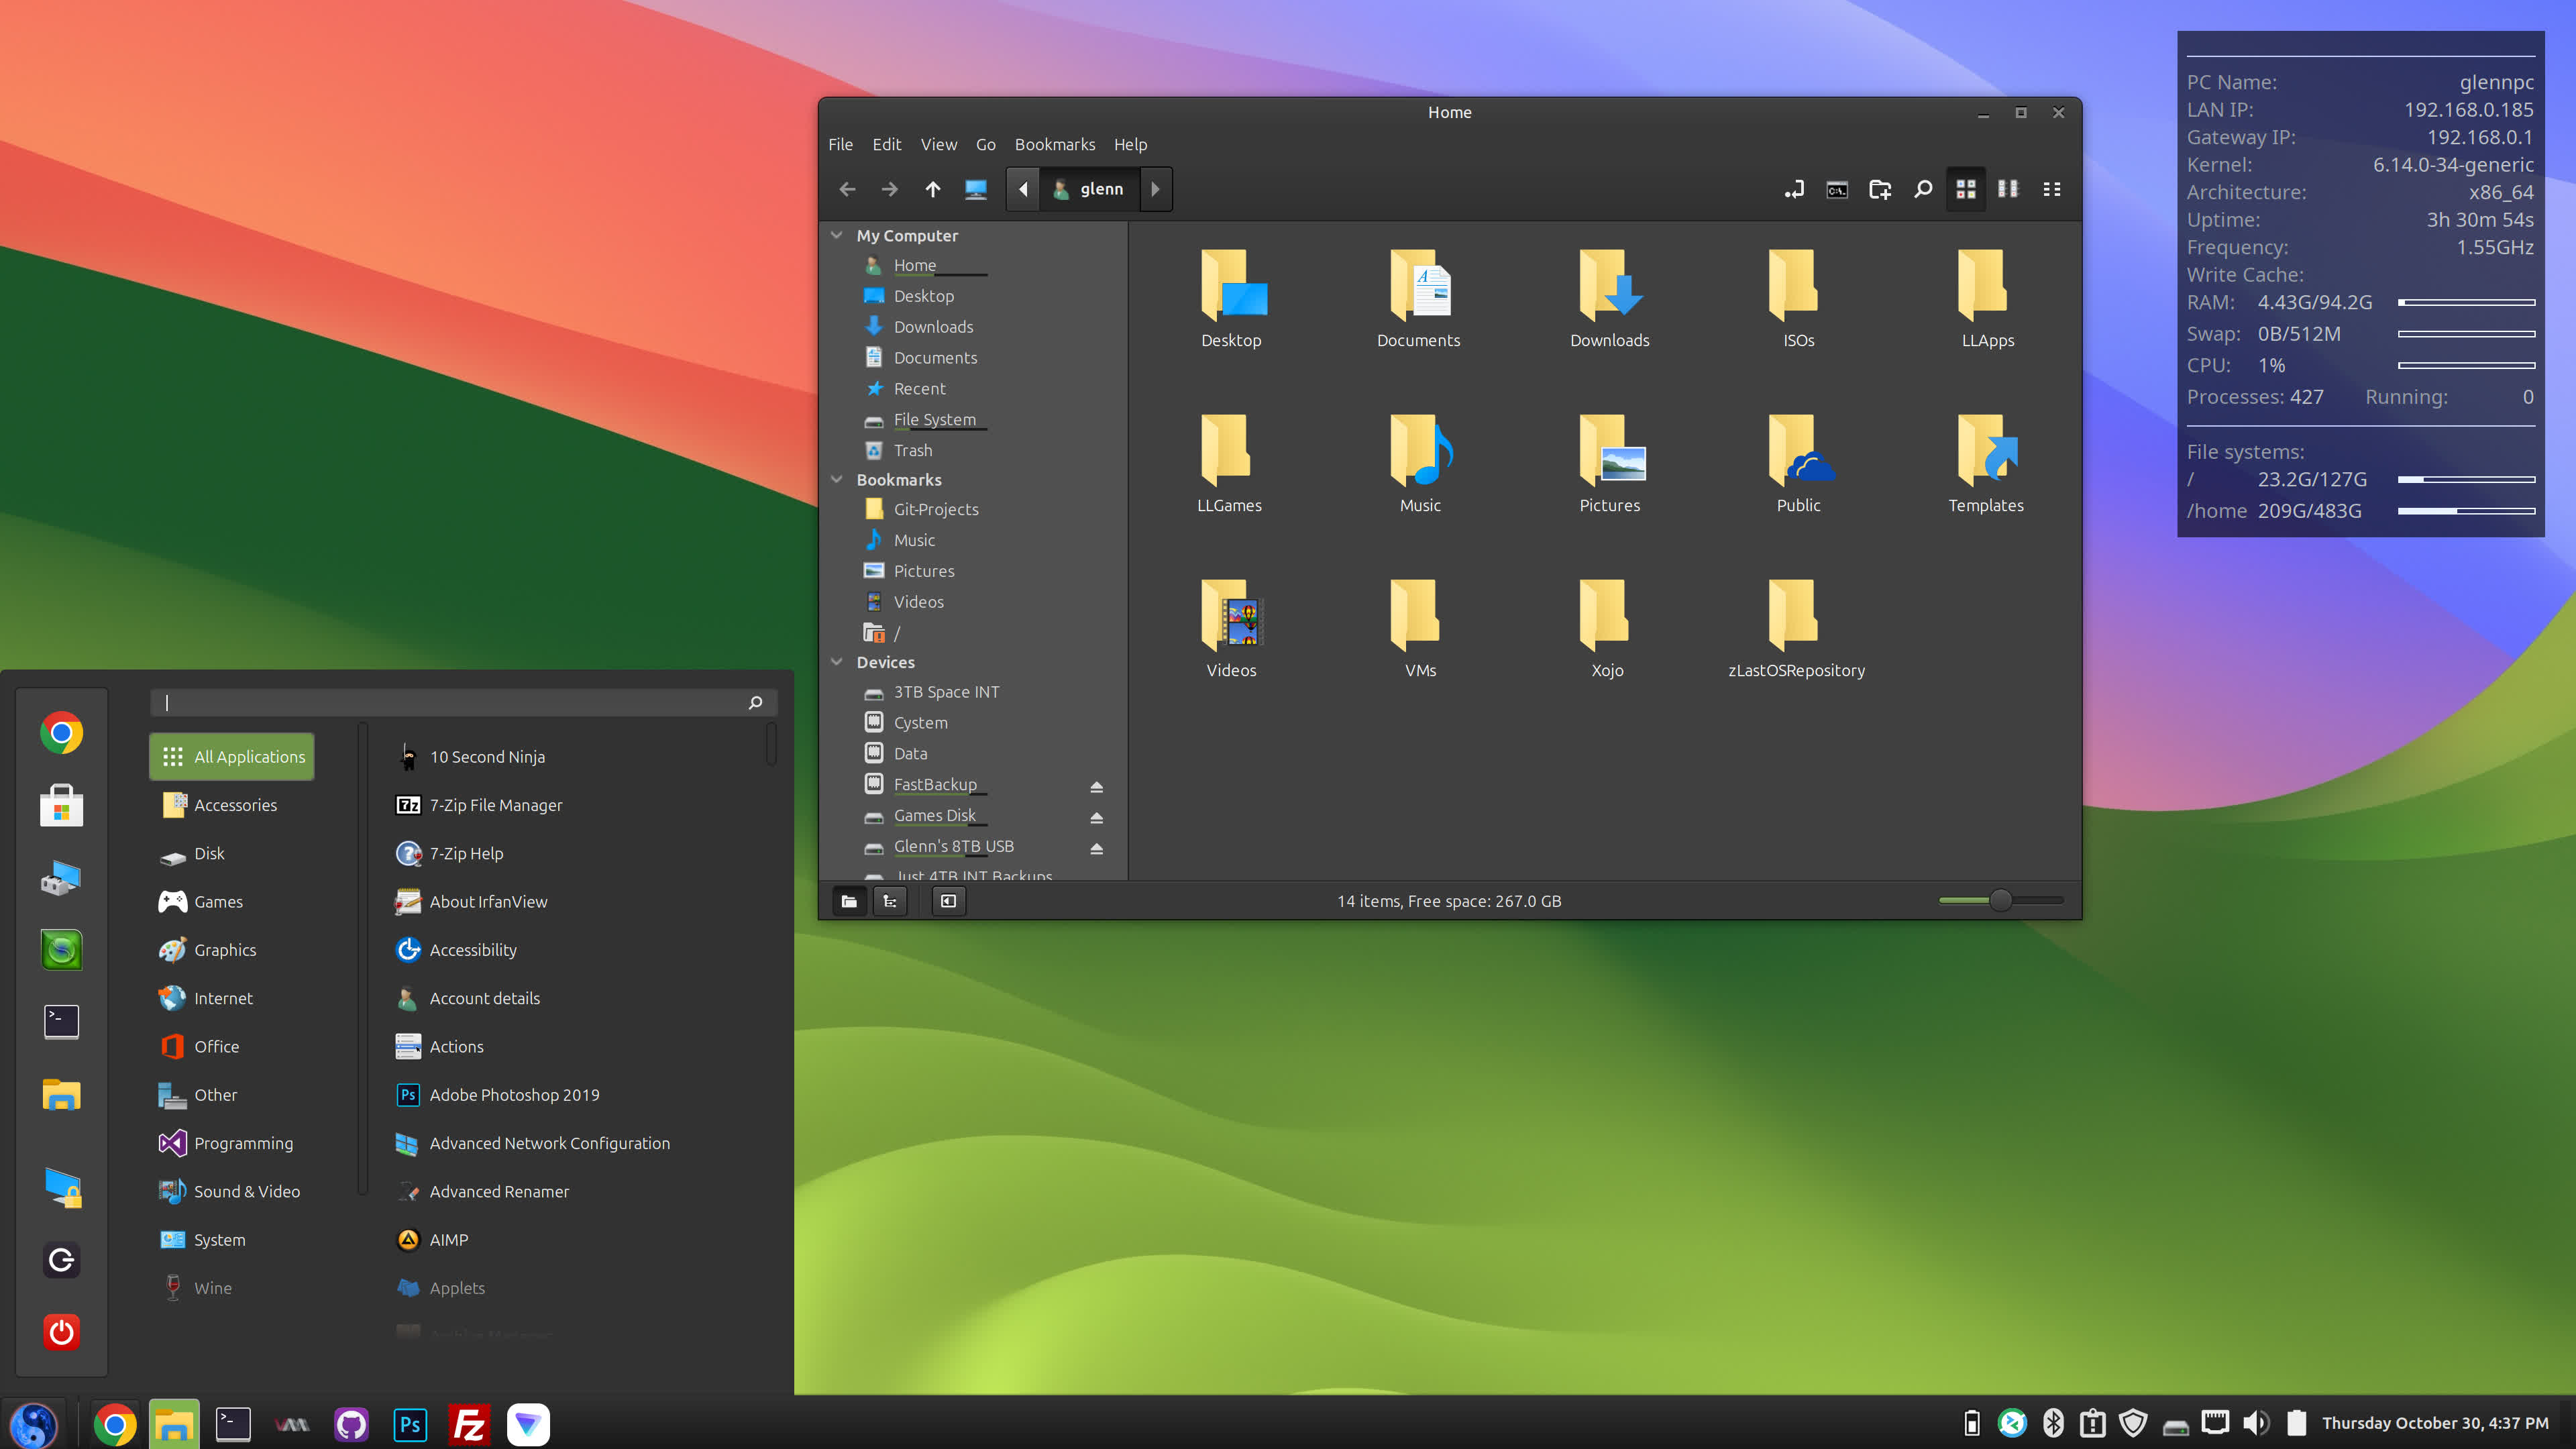 Home
File Edit View Go Bookmarks Help
glenn
My Computer
Home
Desktop
Downloads
Documents
Recent
File System
Trash
Bookmarks
Git-Projects
Music
Pictures
Videos
/
Devices
3TB Space INT
Cystem
Data
FastBackup
Games Disk
Glenn's 8TB USB
Just 4TB INT Backups
Desktop Documents Downloads ISOs LLApps
LLGames Music Pictures Public Templates
Videos VMs Xojo zLastOSRepository
14 items, Free space: 267.0 GB
PC Name: glennpc
LAN IP: 192.168.0.185
Gateway IP: 192.168.0.1
Kernel: 6.14.0-34-generic
Architecture: x86_64
Uptime: 3h 30m 54s
Frequency: 1.55GHz
Write Cache:
RAM: 4.43G/94.2G
Swap: 0B/512M
CPU: 1%
Processes: 427 Running: 0
File systems:
/ 23.2G/127G
/home 209G/483G
All Applications
Accessories
Disk
Games
Graphics
Internet
Office
Other
Programming
Sound & Video
System
Wine
10 Second Ninja
7z 7-Zip File Manager
7-Zip Help
About IrfanView
Accessibility
Account details
Actions
Ps Adobe Photoshop 2019
Advanced Network Configuration
Advanced Renamer
AIMP
Applets
Ps
Fz
Thursday October 30, 4:37 PM